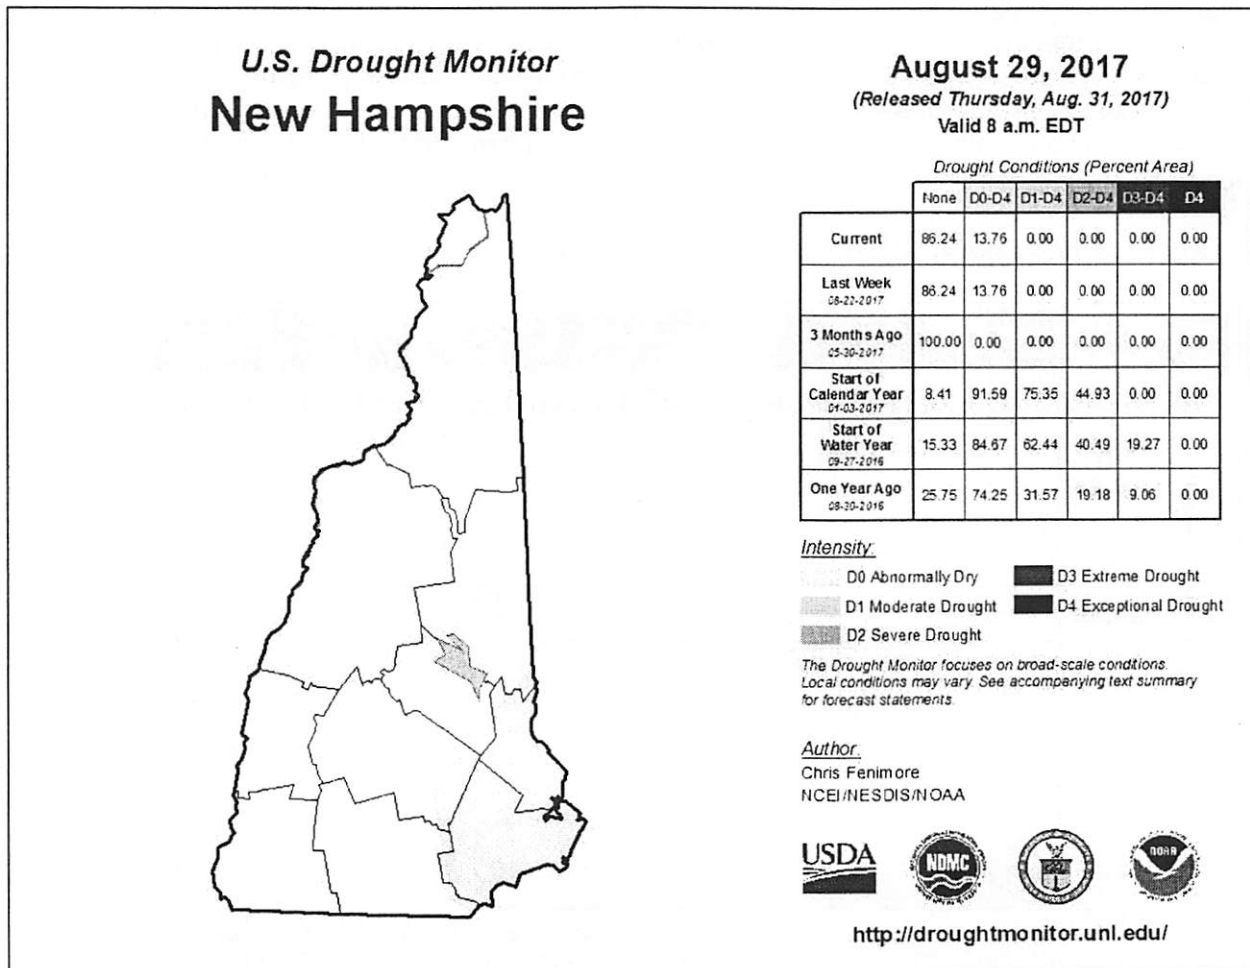 U.S. Drought Monitor
New Hampshire
August 29, 2017
(Released Thursday, Aug. 31, 2017)
Valid 8 a.m. EDT
Drought Conditions (Percent Area)
None D0-D4 D1-D4 D2-D4 D3-D4 D4
Current 86.24 13.76 0.00 0.00 0.00 0.00
Last Week 86.24 13.76 0.00 0.00 0.00 0.00
08-22-2017
3 Months Ago 100.00 0.00 0.00 0.00 0.00 0.00
05-30-2017
Start of
Calendar Year 8.41 91.59 75.35 44.93 0.00 0.00
01-03-2017
Start of
Water Year 15.33 84.67 62.44 40.49 19.27 0.00
09-27-2016
One Year Ago 25.75 74.25 31.57 19.18 9.06 0.00
08-30-2016
Intensity:
D0 Abnormally Dry D3 Extreme Drought
D1 Moderate Drought D4 Exceptional Drought
D2 Severe Drought
The Drought Monitor focuses on broad-scale conditions.
Local conditions may vary. See accompanying text summary
for forecast statements.
Author:
Chris Fenimore
NCEI/NESDIS/NOAA
USDA NDMC NOAA
http://droughtmonitor.unl.edu/